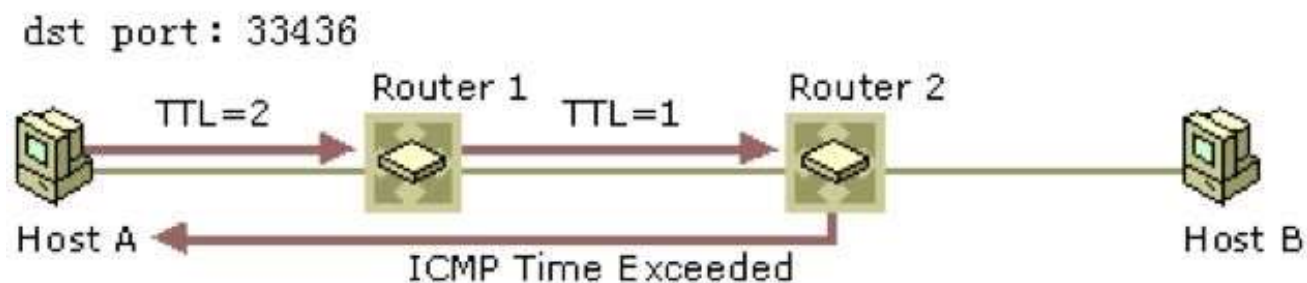 dst port: 33436
Router 1
Router 2
TTL=2
TTL=1
Host A
Host B
ICMP Time Exceeded